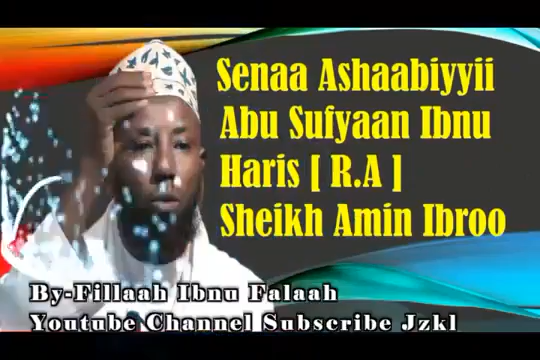 Senaa Ashaabiyyii
Abu Sufyaan Ibnu
Haris [ R.A ]
Sheikh Amin Ibroo
By-Fillaah Ibnu Falaah
Youtube Channel Subscribe Jzkl